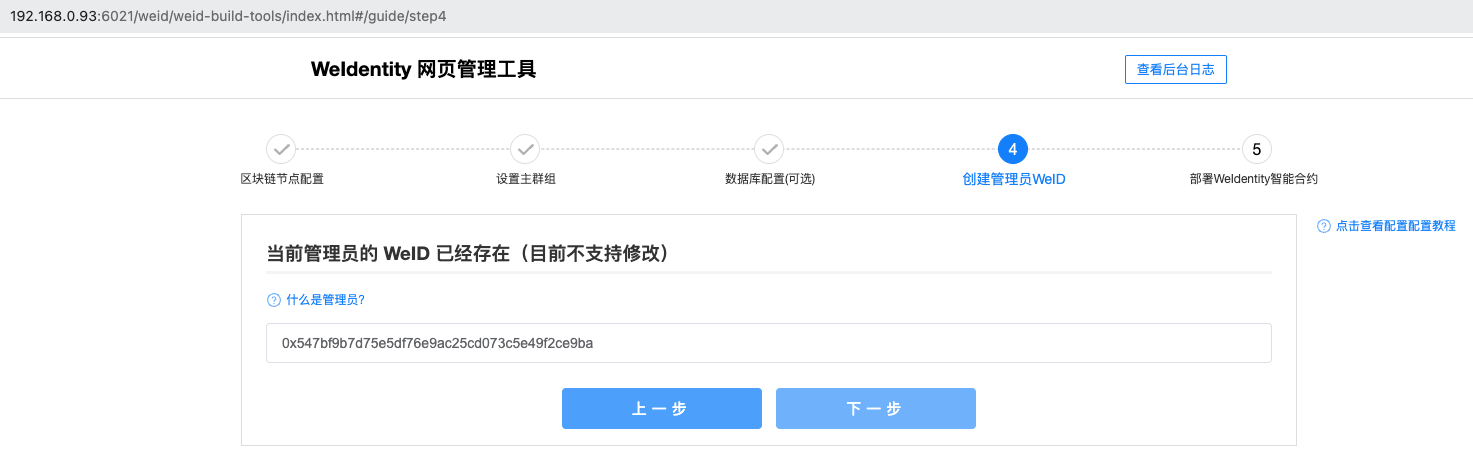 192.168.0.93:6021/weid/weid-build-tools/index.html#/guide/step4
WeIdentity 网页管理工具
查看后台日志
4
5
区块链节点配置
设置主群组
数据库配置(可选)
创建管理员WeID
部署WeIdentity智能合约
点击查看配置配置教程
当前管理员的 WeID 已经存在（目前不支持修改）
什么是管理员?
0x547bf9b7d75e5df76e9ac25cd073c5e49f2ce9ba
上一步
下一步